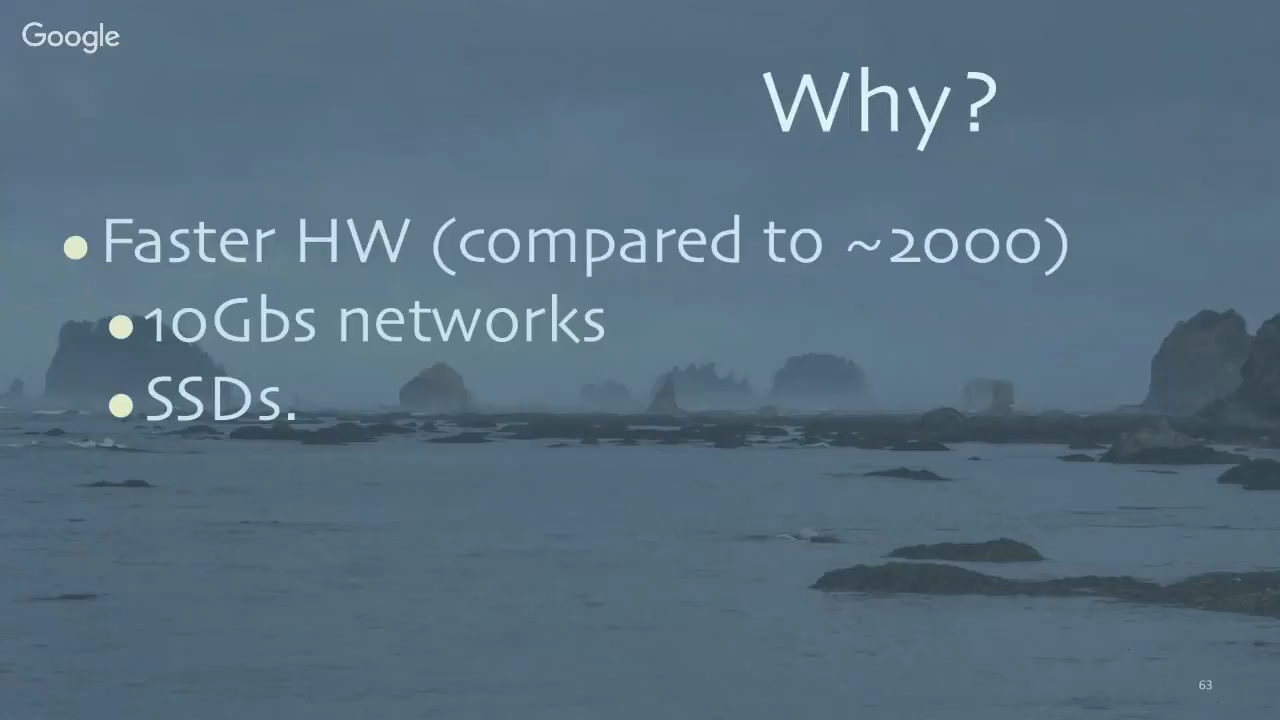 Google
Why?
Faster HW (compared to ~2000)
10Gbs networks
SSDs.
63